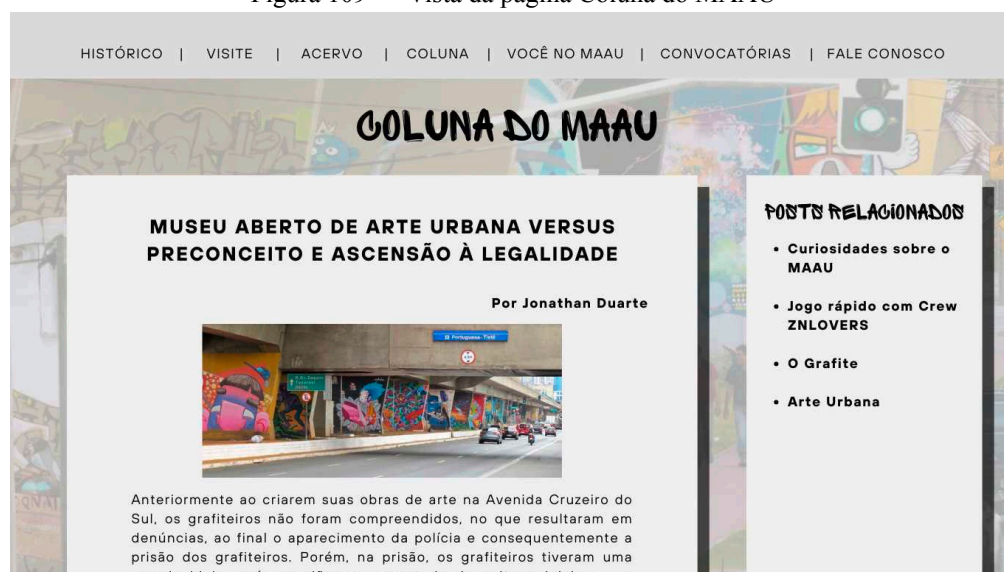 HISTÓRICO | VISITE | ACERVO | COLUNA | VOCÊ NO MAAU | CONVOCATÓRIAS | FALE CONOSCO
COLUNA DO MAAU
MUSEU ABERTO DE ARTE URBANA VERSUS
PRECONCEITO E ASCENSÃO À LEGALIDADE
Por Jonathan Duarte
Portuguesa-Tietê
Anteriormente ao criarem suas obras de arte na Avenida Cruzeiro do
Sul, os grafiteiros não foram compreendidos, no que resultaram em
denúncias, ao final o aparecimento da polícia e consequentemente a
prisão dos grafiteiros. Porém, na prisão, os grafiteiros tiveram uma
POSTS RELACIONADOS
• Curiosidades sobre o
MAAU
• Jogo rápido com Crew
ZNLOVERS
• O Grafite
• Arte Urbana